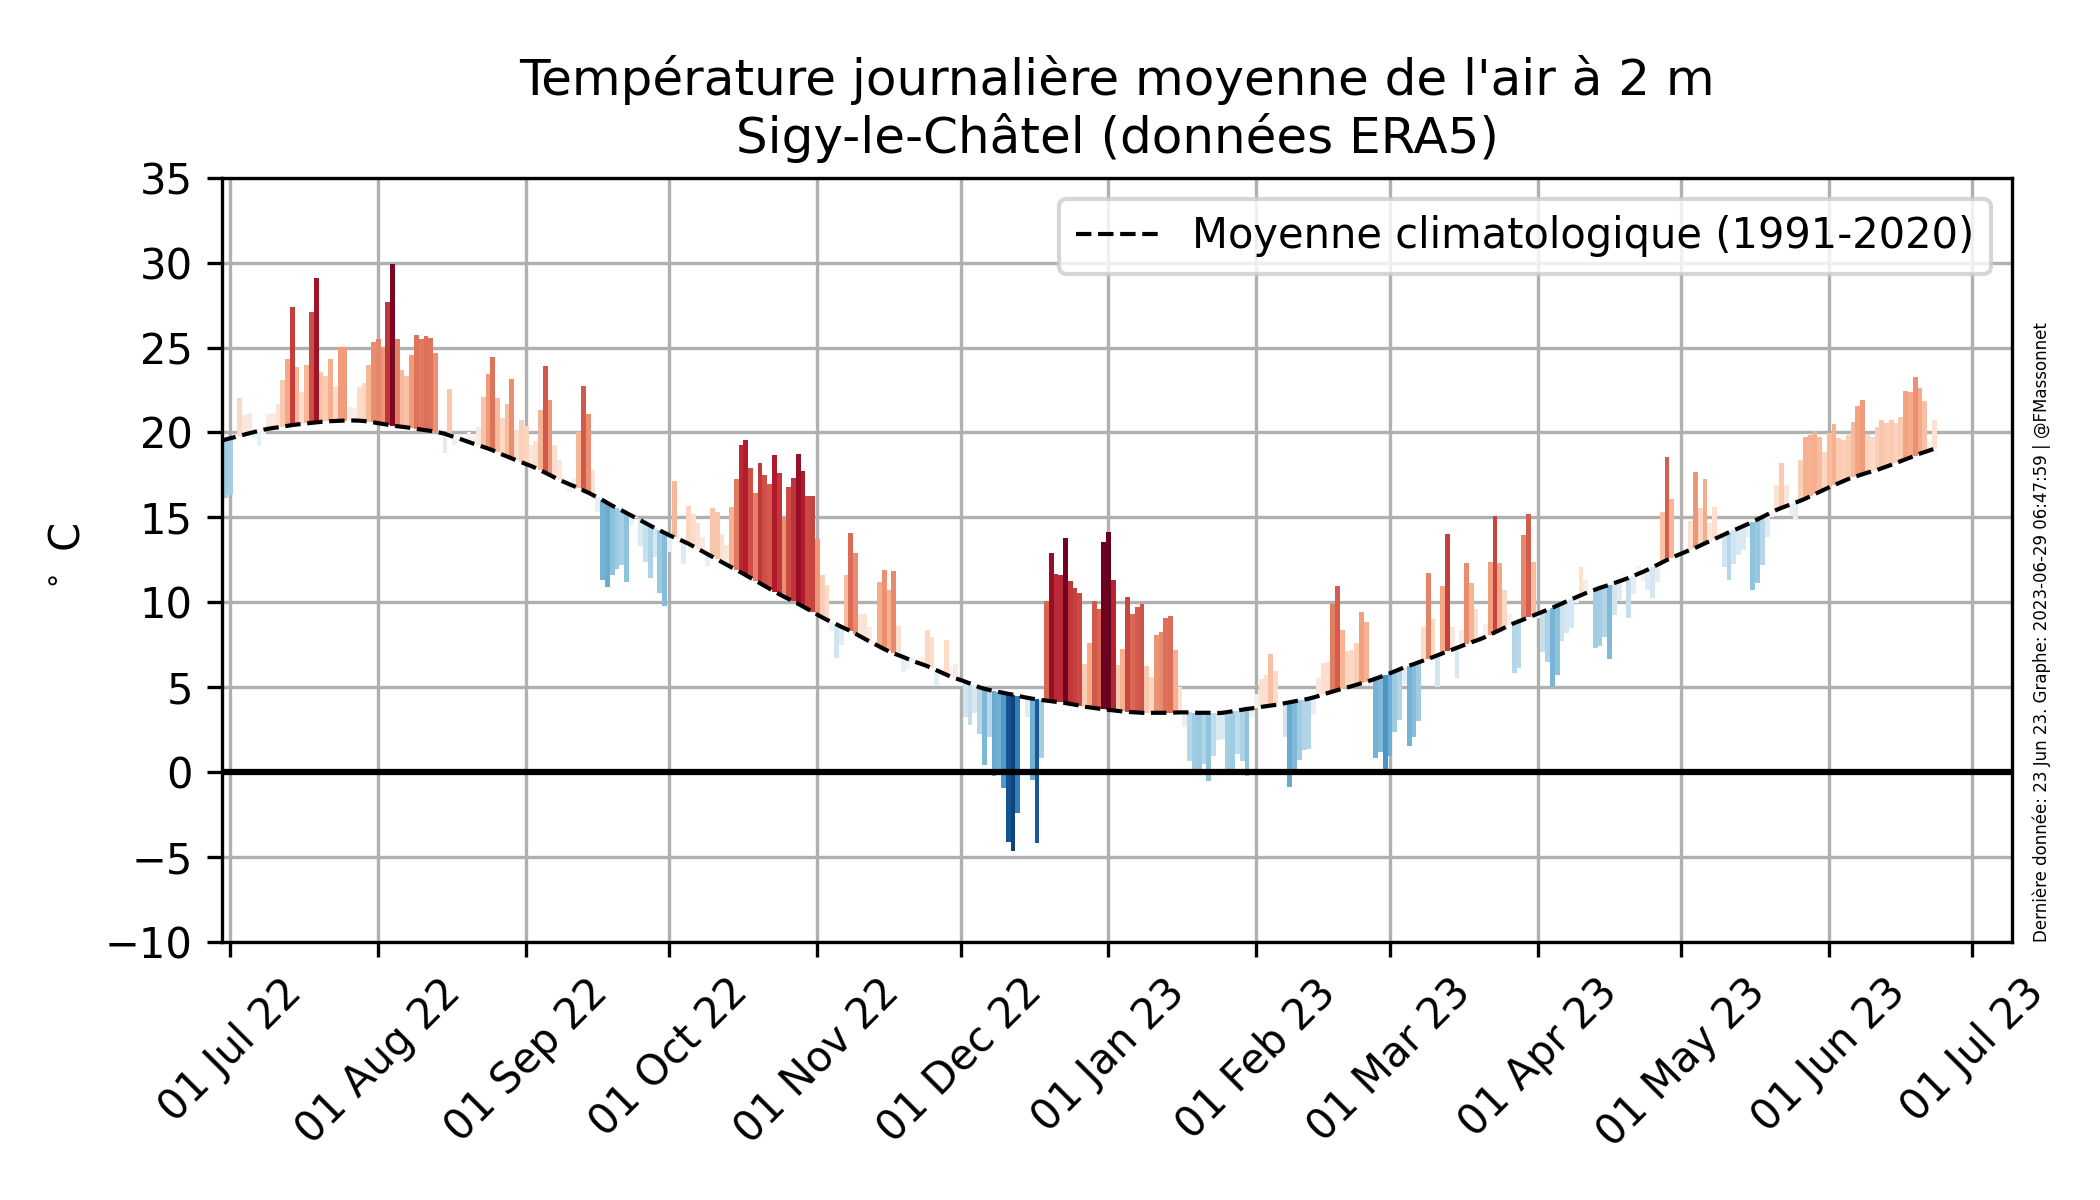 Température journalière moyenne de l'air à 2 m
Sigy-le-Châtel (données ERA5)
Moyenne climatologique (1991-2020)
° C
35
30
25
20
15
10
5
0
−5
−10
01 Jul 22
01 Aug 22
01 Sep 22
01 Oct 22
01 Nov 22
01 Dec 22
01 Jan 23
01 Feb 23
01 Mar 23
01 Apr 23
01 May 23
01 Jun 23
01 Jul 23
Dernière donnée: 23 Jun 23. Graphe: 2023-06-29 06:47:59 | @FMassonnet